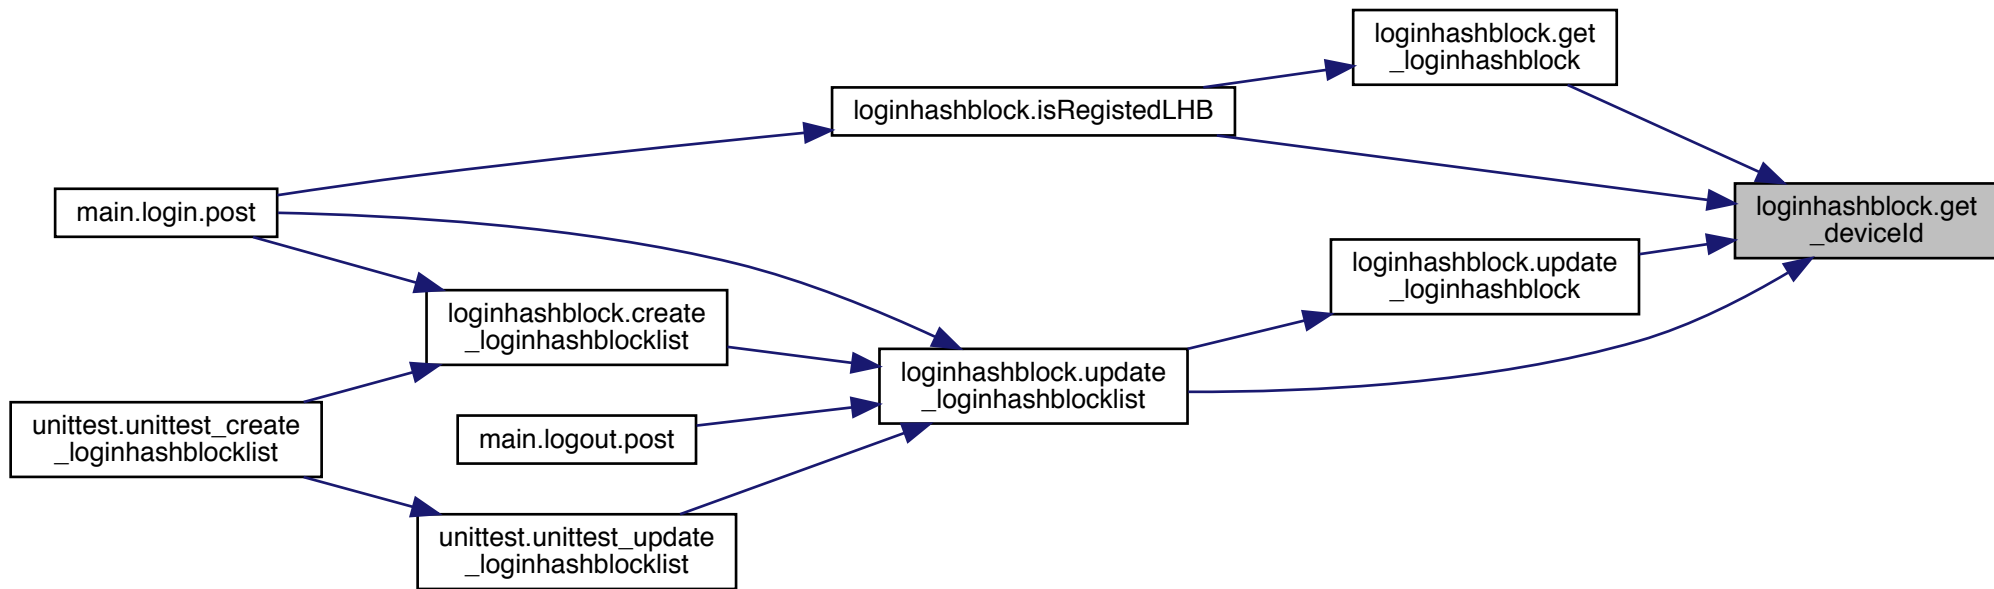 loginhashblock.get
_loginhashblock
loginhashblock.isRegistedLHB
main.login.post
loginhashblock.get
_deviceId
loginhashblock.update
_loginhashblock
loginhashblock.create
_loginhashblocklist
loginhashblock.update
_loginhashblocklist
unittest.unittest_create
_loginhashblocklist
main.logout.post
unittest.unittest_update
_loginhashblocklist